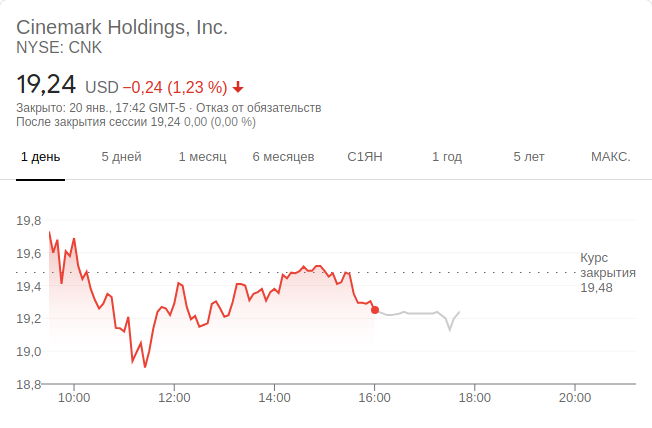 Cinemark Holdings, Inc.
NYSE: CNK
19,24 USD −0,24 (1,23 %)
Закрыто: 20 янв., 17:42 GMT-5 · Отказ от обязательств
После закрытия сессии 19,24 0,00 (0,00 %)
1 день 5 дней 1 месяц 6 месяцев С1ЯН 1 год 5 лет МАКС.
19,8
19,6
19,4
19,2
19,0
18,8
Курс
закрытия
19,48
10:00 12:00 14:00 16:00 18:00 20:00